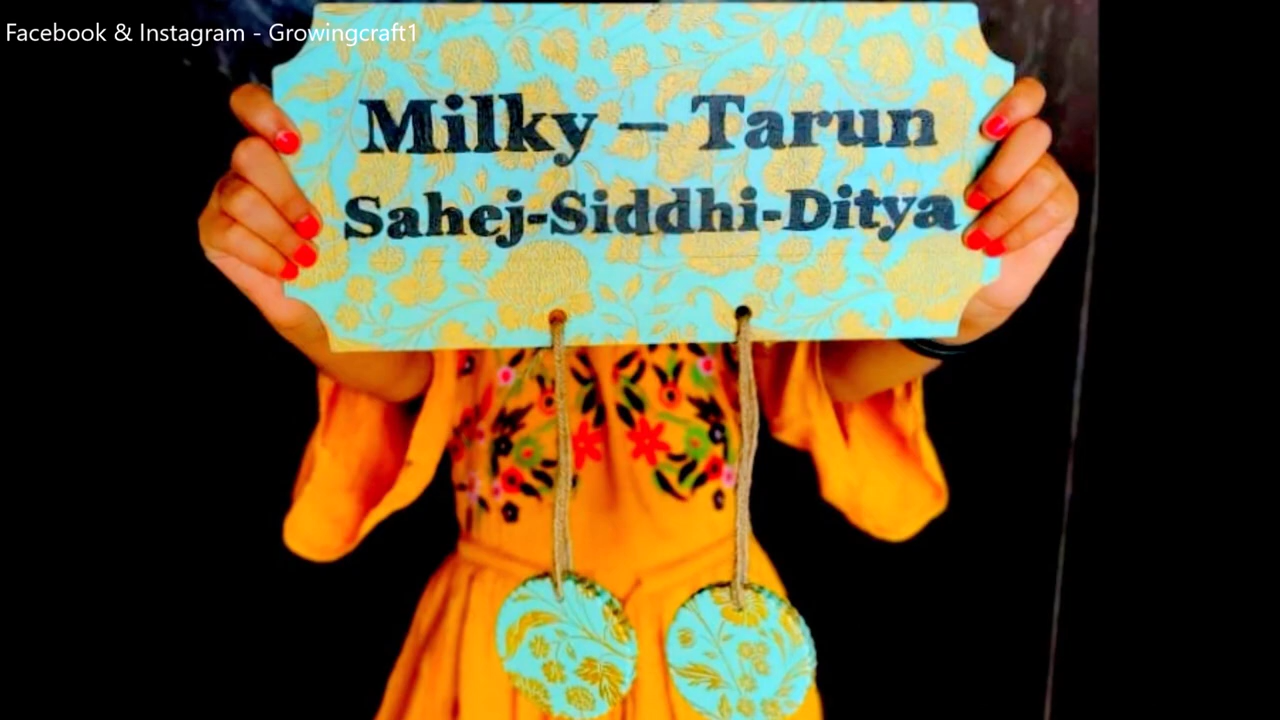 Facebook & Instagram - Growingcraft1
Milky – Tarun
Sahej-Siddhi-Ditya